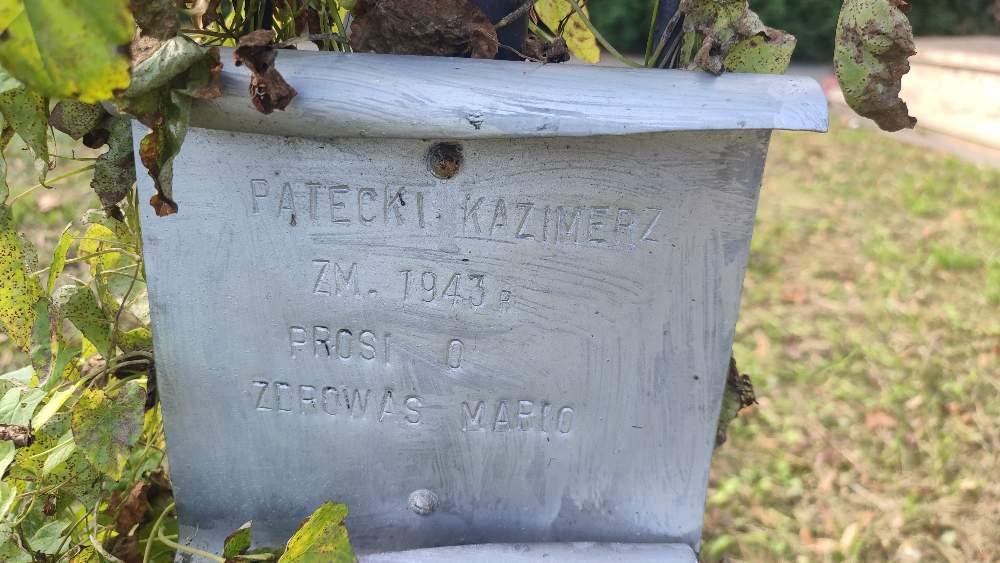 PATECKI KAZIMERZ
ZM. 1943 R
PROSI O
ZDROWAS MARIO